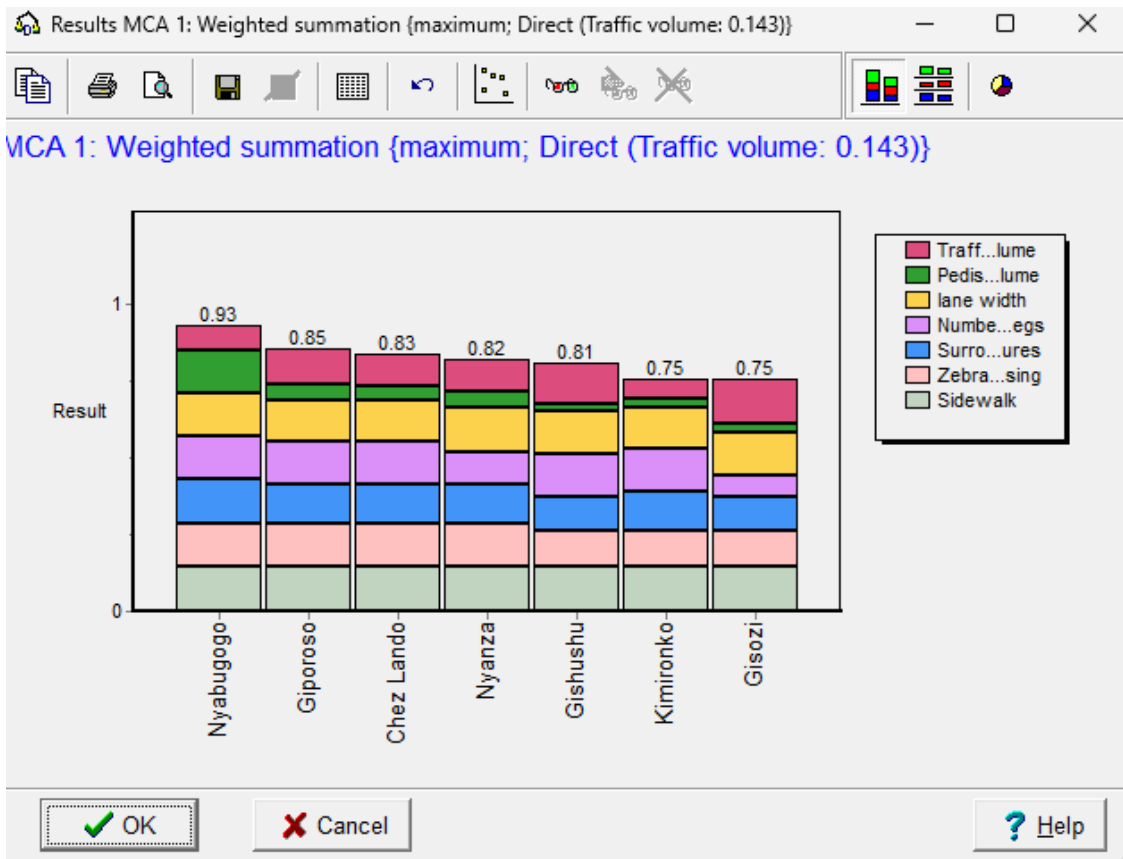 Results MCA 1: Weighted summation {maximum; Direct (Traffic volume: 0.143)}
MCA 1: Weighted summation {maximum; Direct (Traffic volume: 0.143)}
Traff...lume
Pedis...lume
lane width
Numbe...egs
Surro...ures
Zebra...sing
Sidewalk
1
0.93
0.85
0.83
0.82
0.81
0.75
0.75
Result
0
Nyabugogo
Giporoso
Chez Lando
Nyanza
Gishushu
Kimironko
Gisozi
OK
Cancel
? Help